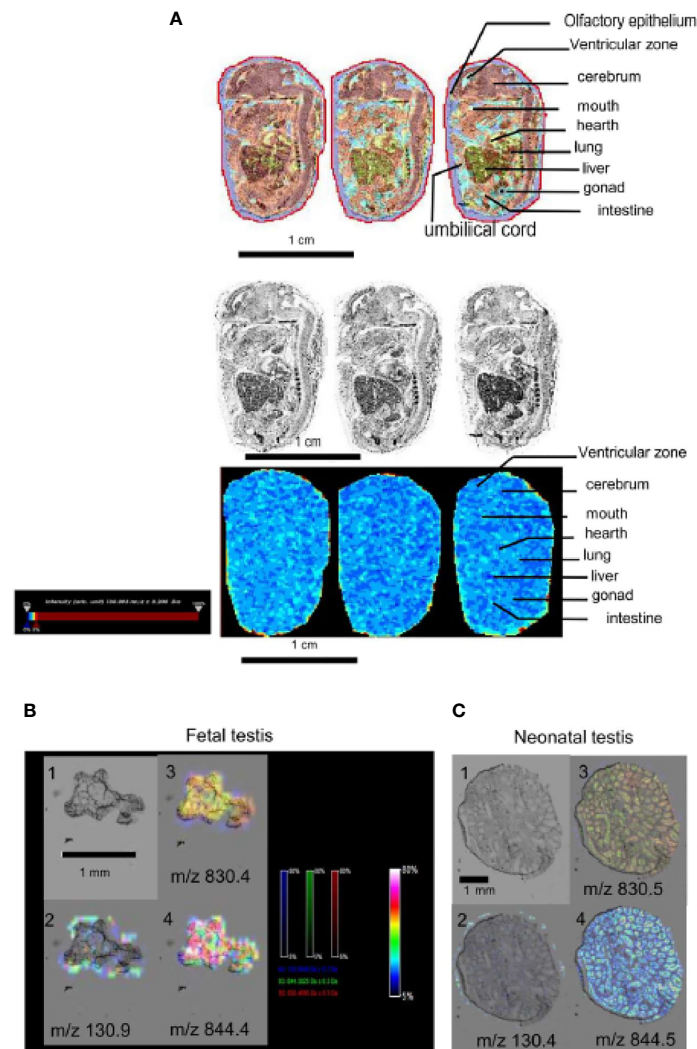 A
Olfactory epithelium
Ventricular zone
cerebrum
mouth
hearth
lung
liver
gonad
intestine
umbilical cord
1 cm
1 cm
Ventricular zone
cerebrum
mouth
hearth
lung
liver
gonad
intestine
1 cm
B
Fetal testis
1
3
1 mm
m/z 830.4
2
4
m/z 130.9
m/z 844.4
80%
5%
C
Neonatal testis
1
3
1 mm
m/z 830.5
2
4
m/z 130.4
m/z 844.5